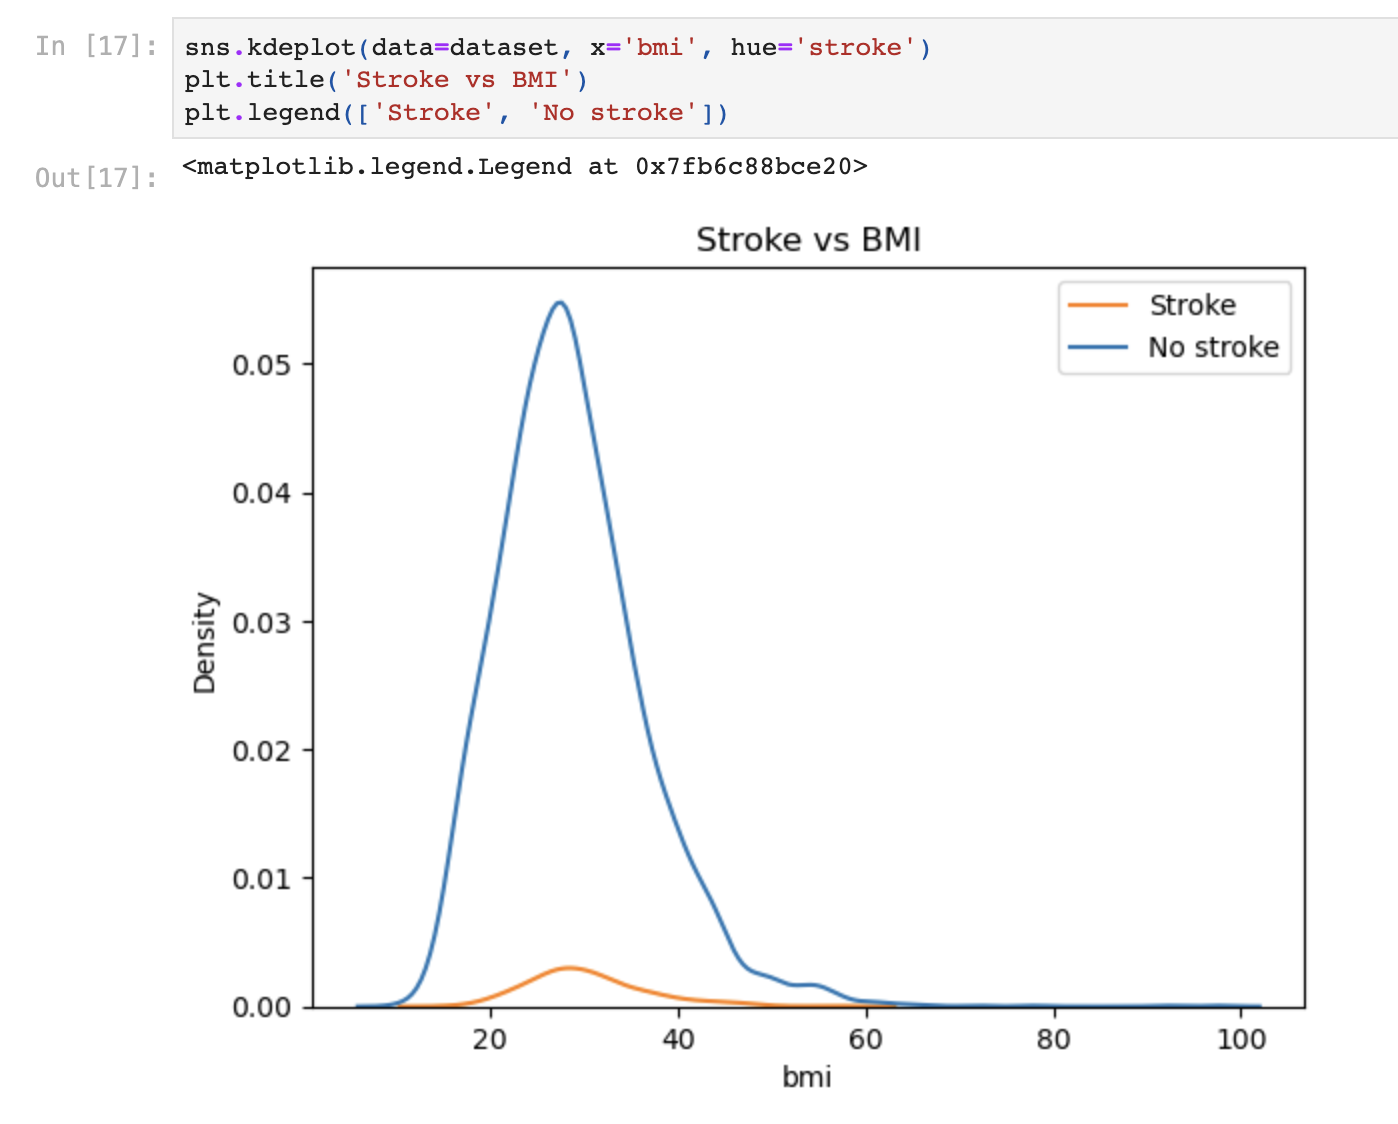 In [17]: sns.kdeplot(data=dataset, x='bmi', hue='stroke')
plt.title('Stroke vs BMI')
plt.legend(['Stroke', 'No stroke'])
Out[17]: <matplotlib.legend.Legend at 0x7fb6c88bce20>
Stroke vs BMI
Stroke
No stroke
0.05
0.04
0.03
0.02
0.01
0.00
Density
20 40 60 80 100
bmi